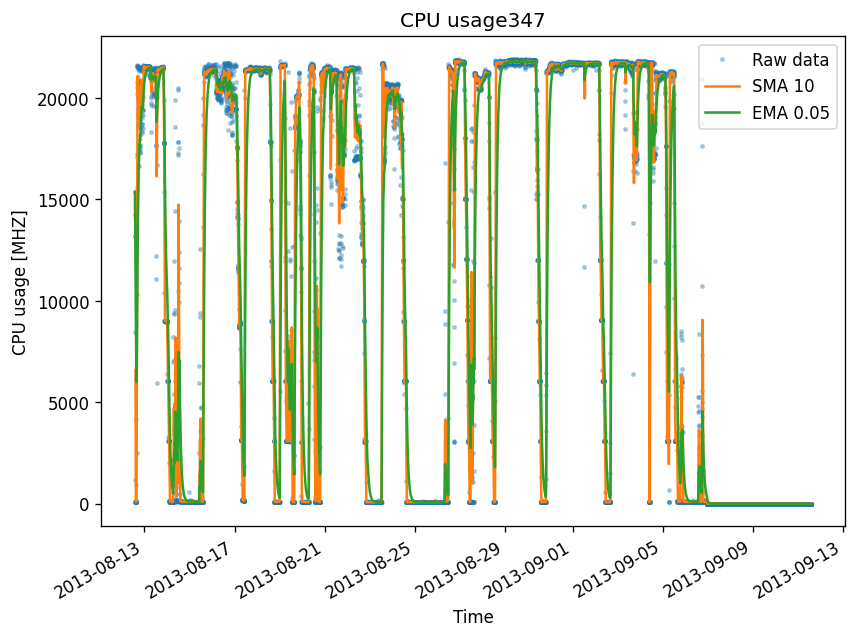 CPU usage347
Raw data
SMA 10
EMA 0.05
CPU usage [MHZ]
20000
15000
10000
5000
0
2013-08-13
2013-08-17
2013-08-21
2013-08-25
2013-08-29
2013-09-01
2013-09-05
2013-09-09
2013-09-13
Time